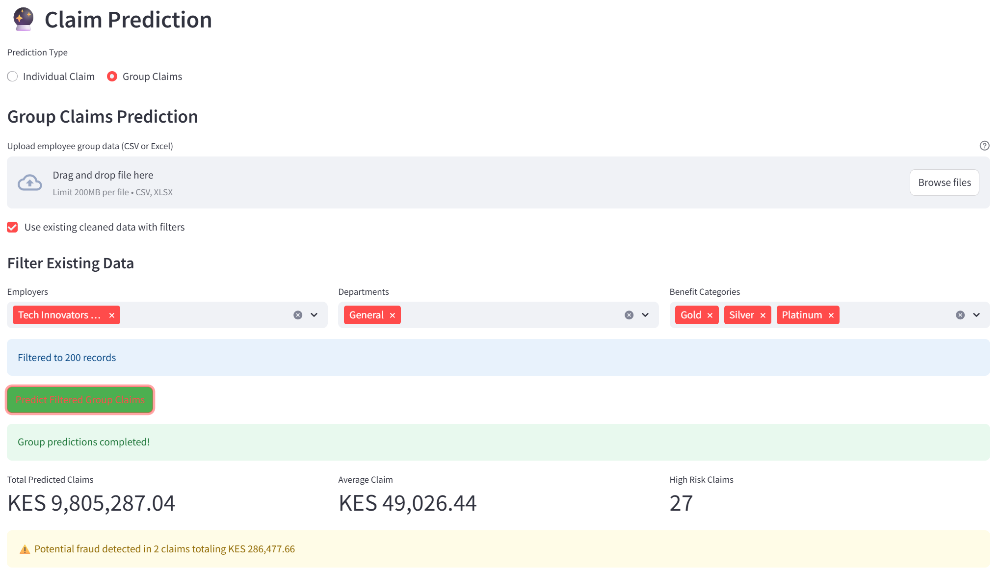 Claim Prediction
Prediction Type
Individual Claim Group Claims
Group Claims Prediction
Upload employee group data (CSV or Excel)
Drag and drop file here
Limit 200MB per file • CSV, XLSX
Browse files
Use existing cleaned data with filters
Filter Existing Data
Employers Departments Benefit Categories
Tech Innovators ... General Gold Silver Platinum
Filtered to 200 records
Predict Filtered Group Claims
Group predictions completed!
Total Predicted Claims Average Claim High Risk Claims
KES 9,805,287.04 KES 49,026.44 27
Potential fraud detected in 2 claims totaling KES 286,477.66